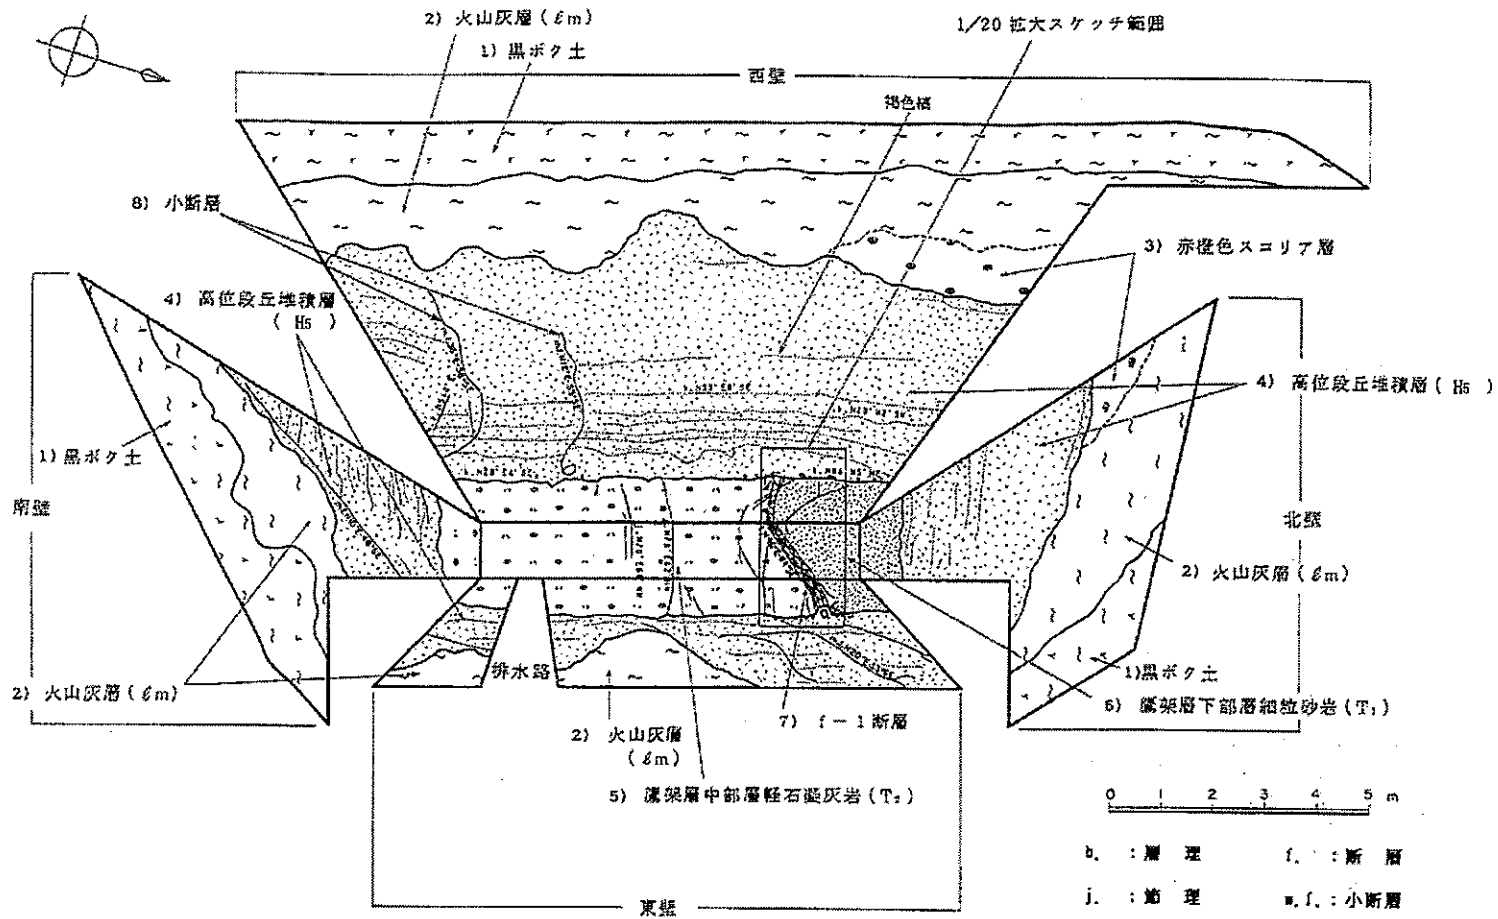 2) 火山灰層(ℓm)
1) 黒ボク土
1/20 拡大スケッチ範囲
西壁
褐色縞
8) 小断層
3) 赤橙色スコリア層
4) 高位段丘堆積層
( H5 )
4) 高位段丘堆積層( H5 )
1) 黒ボク土
南壁
北壁
2) 火山灰層(ℓm)
1)黒ボク土
2) 火山灰層(ℓm)
排水路
6) 鷹架層下部層細粒砂岩(T₁)
7) f-1断層
2) 火山灰層
(ℓm)
5) 鷹架層中部層軽石凝灰岩(T₂)
0 1 2 3 4 5 m
b. :層 理 f. :断 層
j. :節 理 m.f. :小断層
東壁